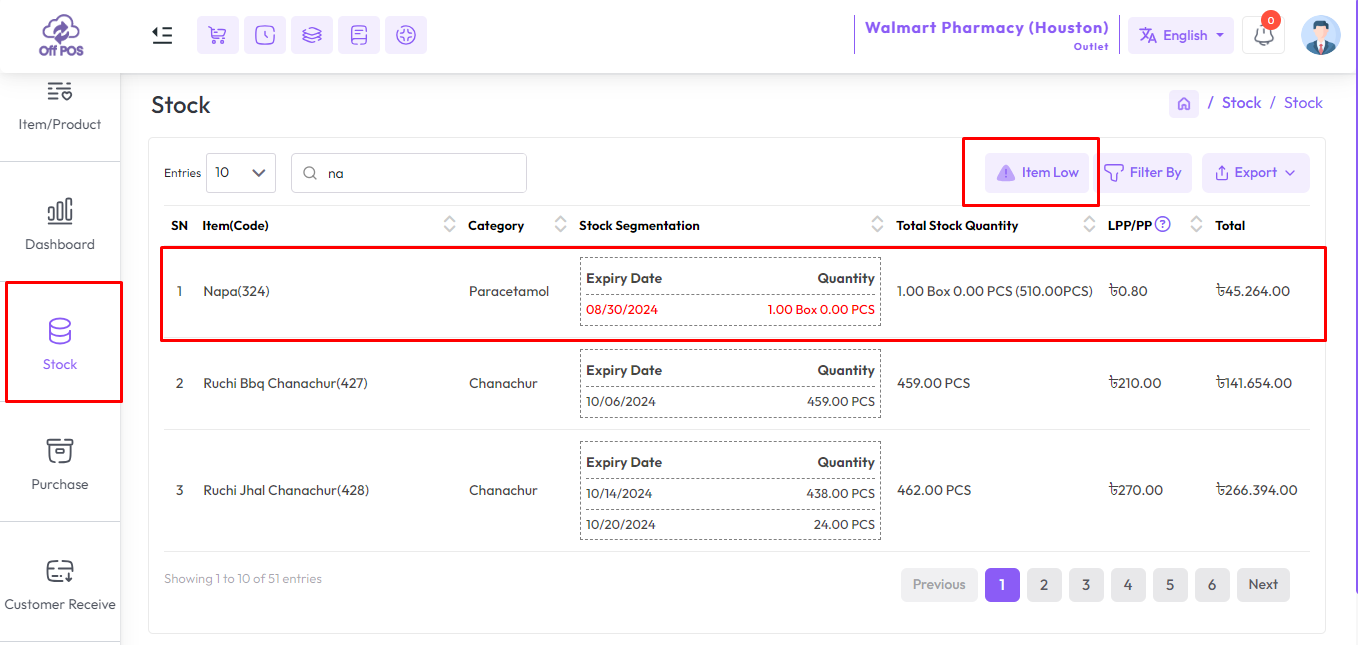 Off POS
Walmart Pharmacy (Houston)
Outlet
English
0
Item/Product
Dashboard
Stock
Purchase
Customer Receive
Stock
/ Stock / Stock
Entries 10 na Item Low Filter By Export
SN Item(Code) Category Stock Segmentation Total Stock Quantity LPP/PP ? Total
Expiry Date Quantity
1 Napa(324) Paracetamol 08/30/2024 1.00 Box 0.00 PCS 1.00 Box 0.00 PCS (510.00PCS) ৳0.80 ৳45.264.00
Expiry Date Quantity
2 Ruchi Bbq Chanachur(427) Chanachur 10/06/2024 459.00 PCS 459.00 PCS ৳210.00 ৳141.654.00
Expiry Date Quantity
3 Ruchi Jhal Chanachur(428) Chanachur 10/14/2024 438.00 PCS 462.00 PCS ৳270.00 ৳266.394.00
10/20/2024 24.00 PCS
Showing 1 to 10 of 51 entries
Previous 1 2 3 4 5 6 Next